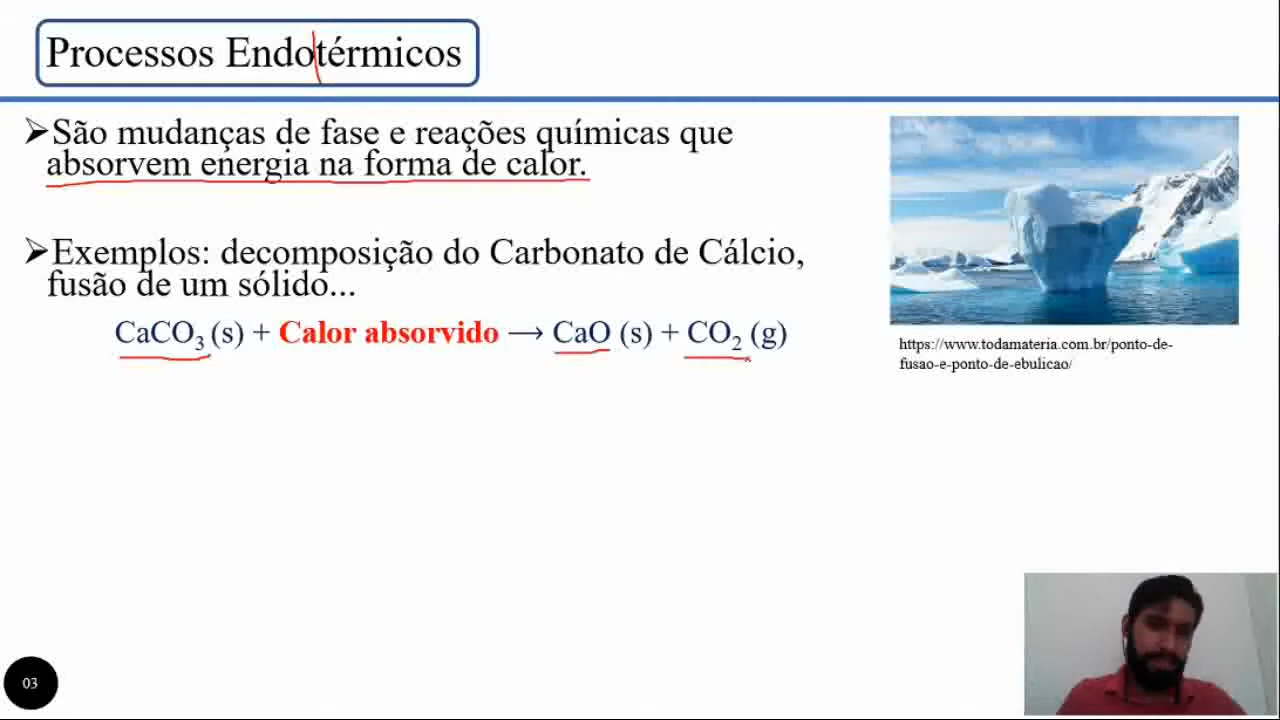 Processos Endotérmicos
➢São mudanças de fase e reações químicas que
absorvem energia na forma de calor.
➢Exemplos: decomposição do Carbonato de Cálcio,
fusão de um sólido...
CaCO₃ (s) + Calor absorvido ⟶ CaO (s) + CO₂ (g)
https://www.todamateria.com.br/ponto-de-
fusao-e-ponto-de-ebulicao/
03